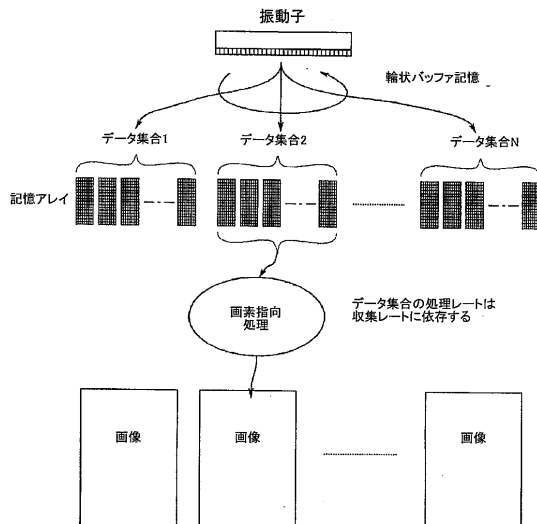 振動子
輪状バッファ記憶
データ集合1
データ集合2
データ集合N
記憶アレイ
画素指向
処理
データ集合の処理レートは
収集レートに依存する
画像
画像
画像